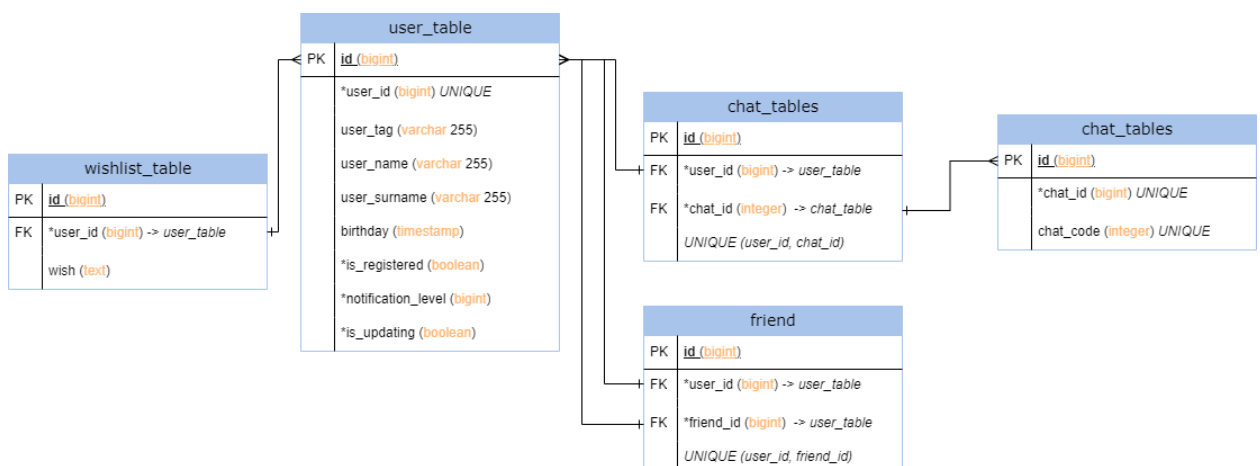 user_table
PK id (bigint)
*user_id (bigint) UNIQUE
user_tag (varchar 255)
user_name (varchar 255)
user_surname (varchar 255)
birthday (timestamp)
*is_registered (boolean)
*notification_level (bigint)
*is_updating (boolean)
wishlist_table
PK id (bigint)
FK *user_id (bigint) -> user_table
wish (text)
chat_tables
PK id (bigint)
FK *user_id (bigint) -> user_table
FK *chat_id (integer) -> chat_table
UNIQUE (user_id, chat_id)
chat_tables
PK id (bigint)
*chat_id (bigint) UNIQUE
chat_code (integer) UNIQUE
friend
PK id (bigint)
FK *user_id (bigint) -> user_table
FK *friend_id (bigint) -> user_table
UNIQUE (user_id, friend_id)